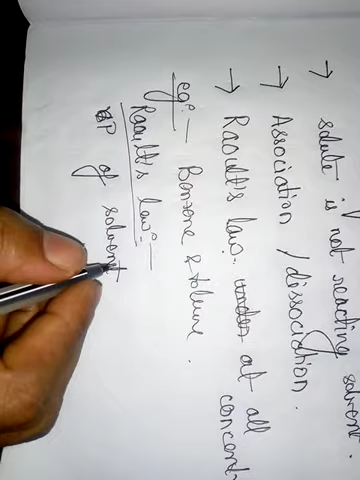 → solute is not reacting solvent.
→ Association / dissociation.
→ Raoult's law. under at all concentr
eg:- Benzene & toluene.
Raoult's law:-
VP of solvent